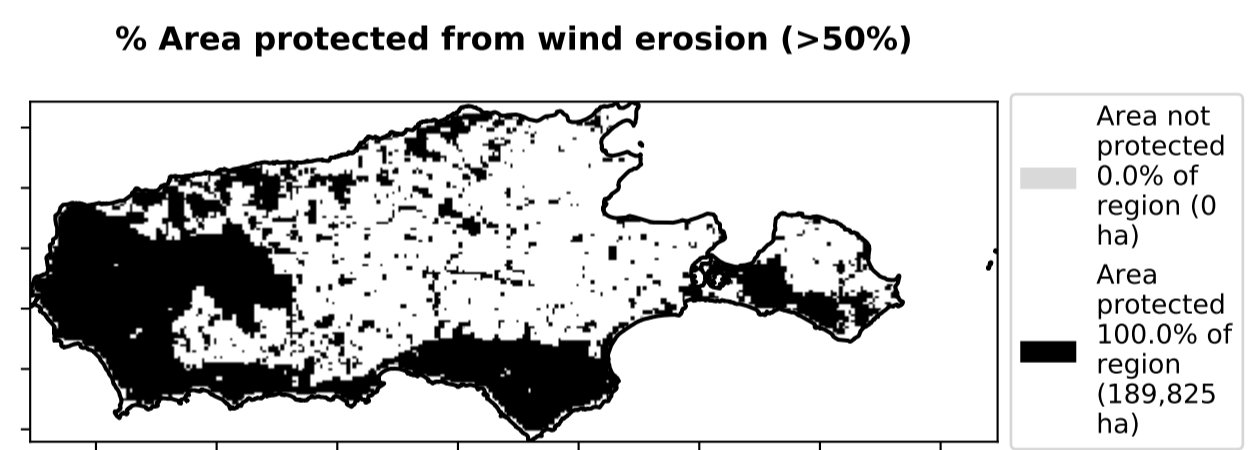 % Area protected from wind erosion (>50%)
Area not
protected
0.0% of
region (0
ha)
Area
protected
100.0% of
region
(189,825
ha)